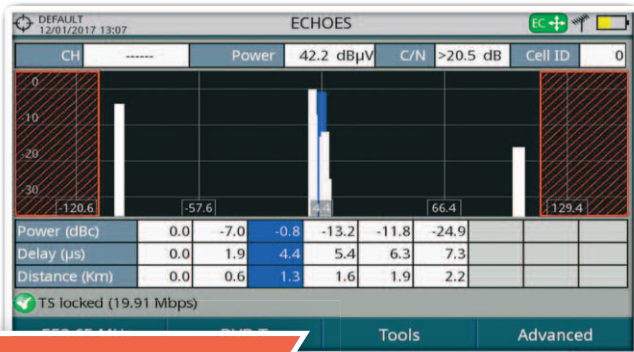 DEFAULT
12/01/2017 13:07
ECHOES
EC
CH ------ Power 42.2 dBµV C/N >20.5 dB Cell ID 0
0
-10
-20
-30
-120.6 -57.6 4.4 66.4 129.4
Power (dBc) 0.0 -7.0 -0.8 -13.2 -11.8 -24.9
Delay (µs) 0.0 1.9 4.4 5.4 6.3 7.3
Distance (Km) 0.0 0.6 1.3 1.6 1.9 2.2
TS locked (19.91 Mbps)
Tools Advanced